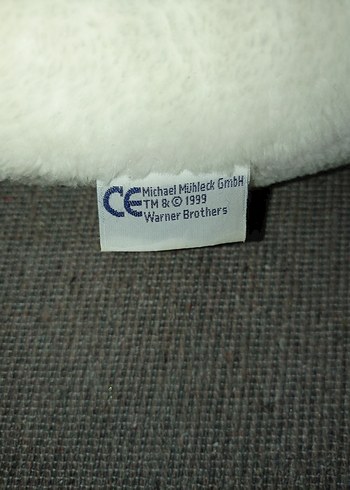 CE Michael Mühleck GmbH
TM & © 1999
Warner Brothers